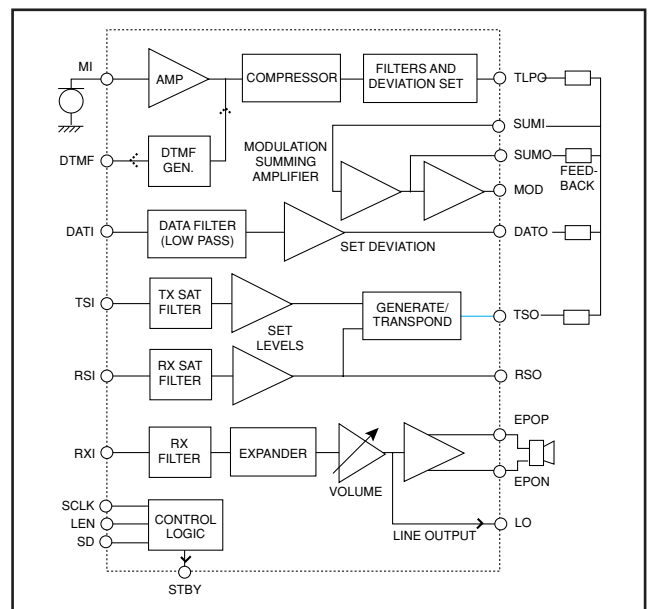 MI
AMP
COMPRESSOR
FILTERS AND
DEVIATION SET
TLPO
SUMI
DTMF
DTMF
GEN.
MODULATION
SUMMING
AMPLIFIER
SUMO
FEED-
BACK
MOD
DATI
DATA FILTER
(LOW PASS)
SET DEVIATION
DATO
TSI
TX SAT
FILTER
SET
LEVELS
GENERATE/
TRANSPOND
TSO
RSI
RX SAT
FILTER
RSO
RXI
RX
FILTER
EXPANDER
VOLUME
EPOP
EPON
SCLK
LEN
SD
CONTROL
LOGIC
LINE OUTPUT
LO
STBY